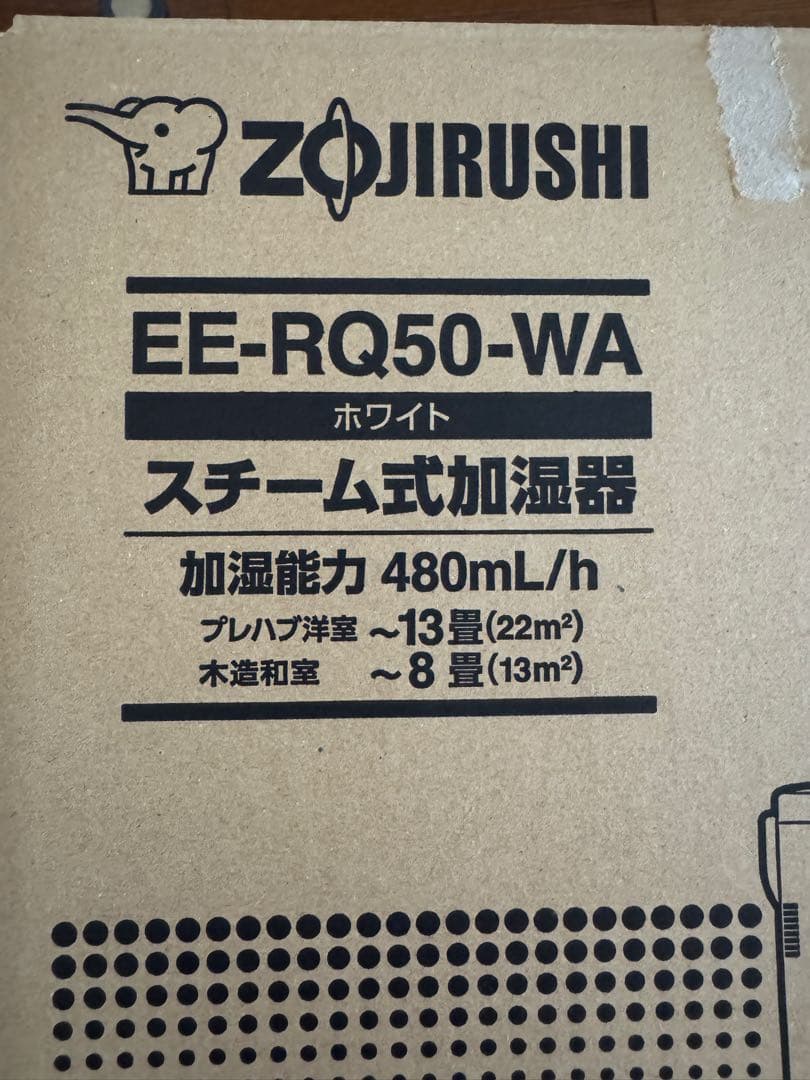 ZOJIRUSHI
EE-RQ50-WA
ホワイト
スチーム式加湿器
加湿能力 480mL/h
プレハブ洋室 ～13畳(22m²)
木造和室 ～8畳(13m²)